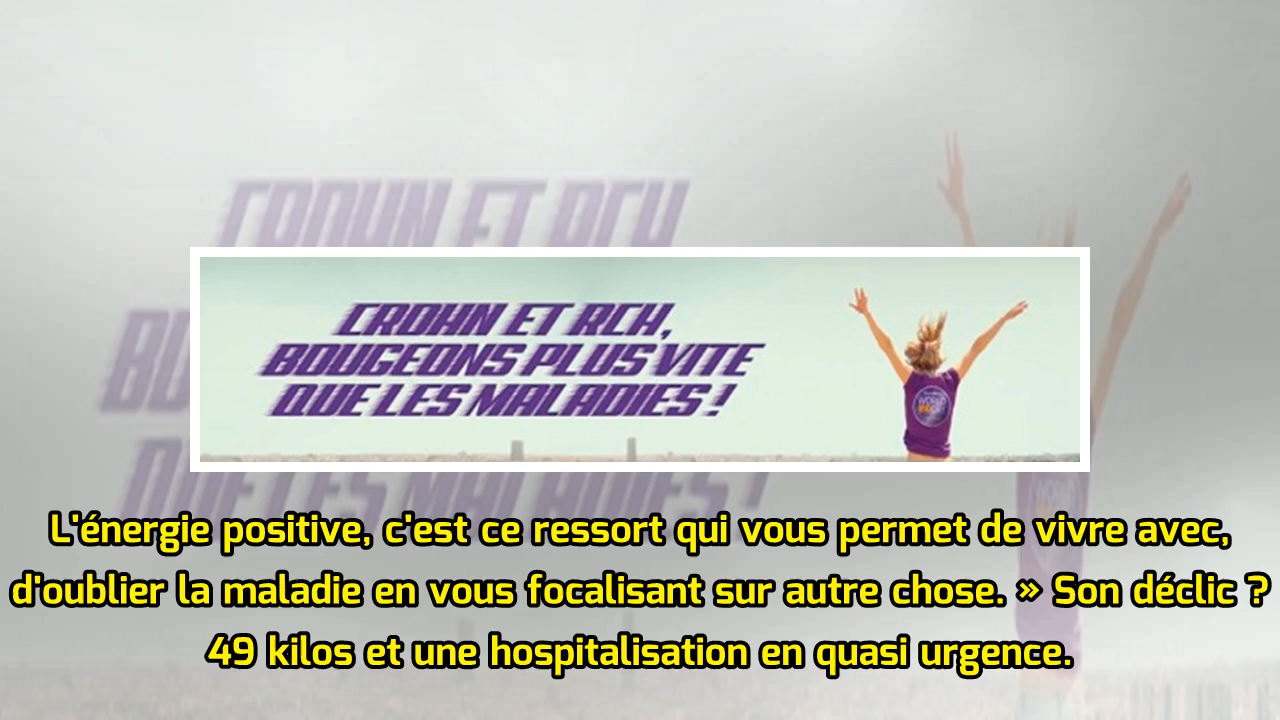 CROHN ET RCH,
BOUGEONS PLUS VITE
QUE LES MALADIES !
WORLD
L'énergie positive, c'est ce ressort qui vous permet de vivre avec,
d'oublier la maladie en vous focalisant sur autre chose. » Son déclic ?
49 kilos et une hospitalisation en quasi urgence.